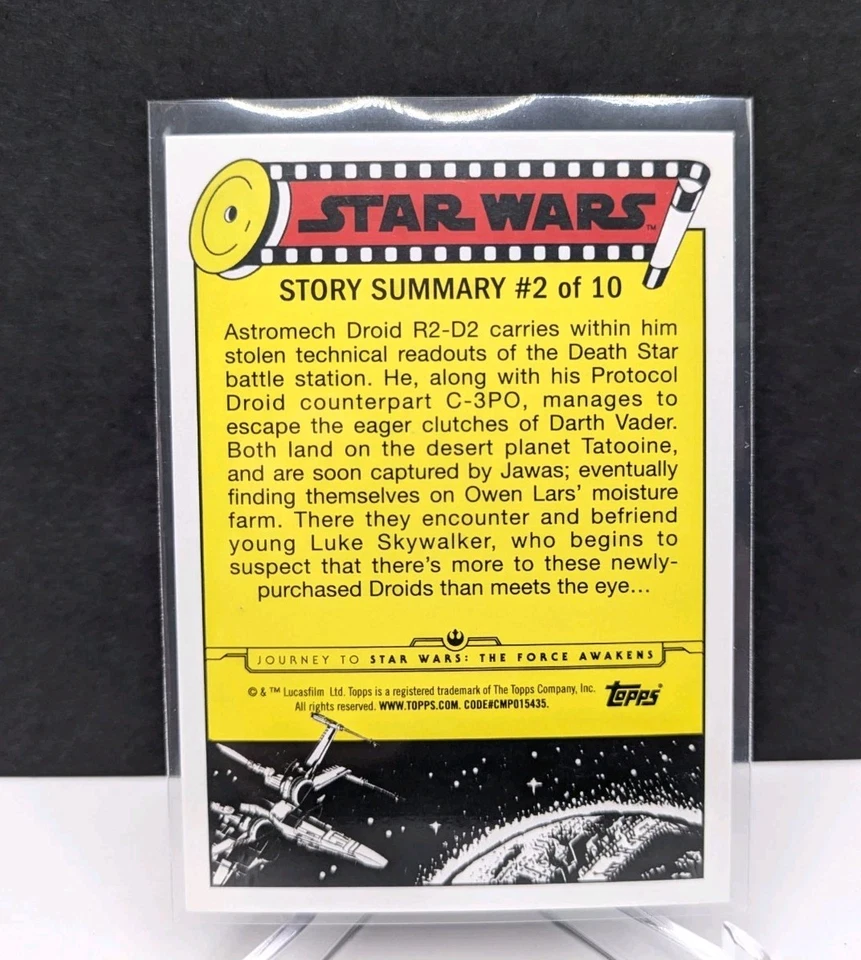 STAR WARS™
STORY SUMMARY #2 of 10
Astromech Droid R2-D2 carries within him
stolen technical readouts of the Death Star
battle station. He, along with his Protocol
Droid counterpart C-3PO, manages to
escape the eager clutches of Darth Vader.
Both land on the desert planet Tatooine,
and are soon captured by Jawas; eventually
finding themselves on Owen Lars' moisture
farm. There they encounter and befriend
young Luke Skywalker, who begins to
suspect that there's more to these newly-
purchased Droids than meets the eye...
JOURNEY TO STAR WARS: THE FORCE AWAKENS
© & ™ Lucasfilm Ltd. Topps is a registered trademark of The Topps Company, Inc.
All rights reserved. WWW.TOPPS.COM. CODE#CMP015435.
topps®